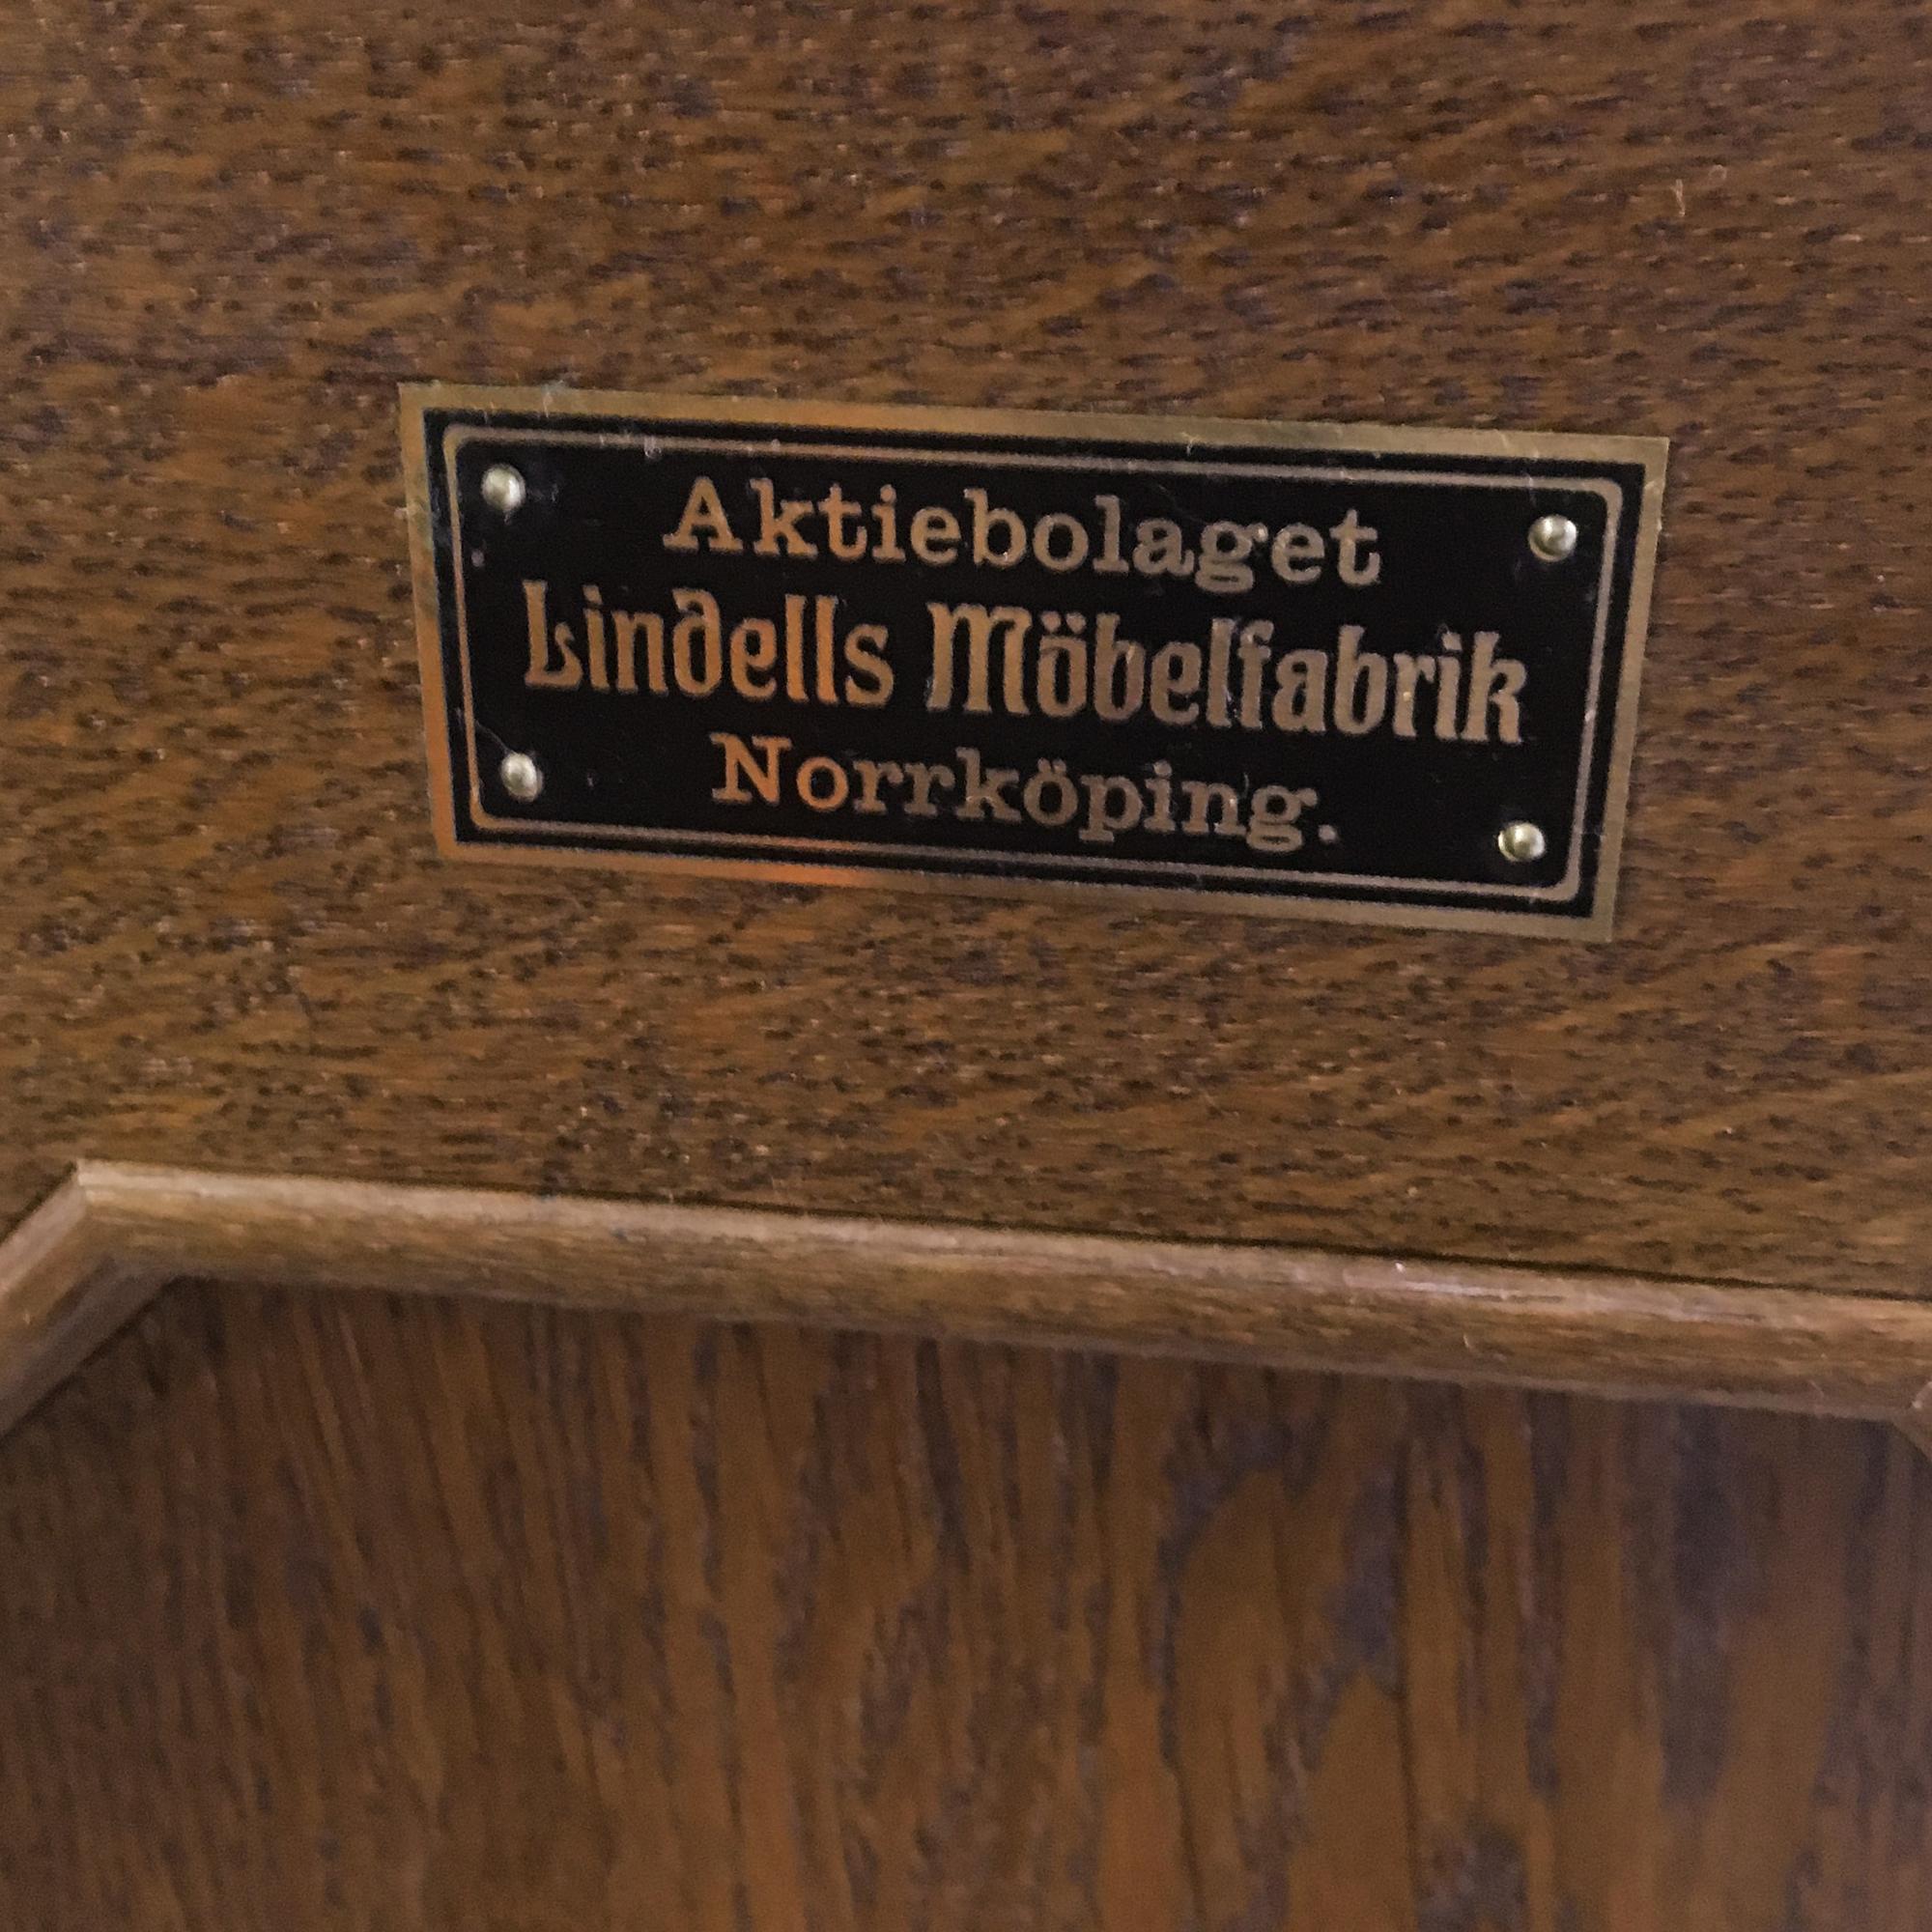 Aktiebolaget
Lindells Möbelfabrik
Norrköping.